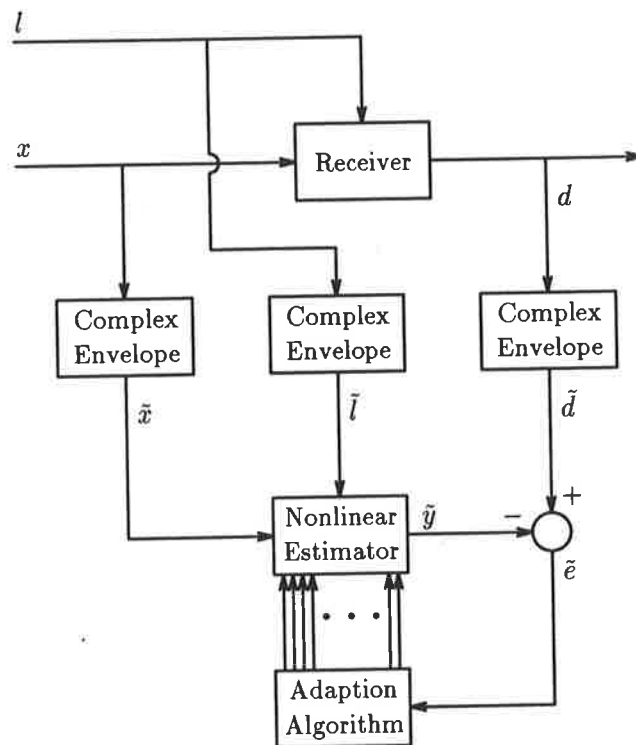 l
x
Receiver
d
Complex
Envelope
Complex
Envelope
Complex
Envelope
x̃
l̃
d̃
+
Nonlinear
Estimator
ỹ
-
ẽ
. . .
Adaption
Algorithm